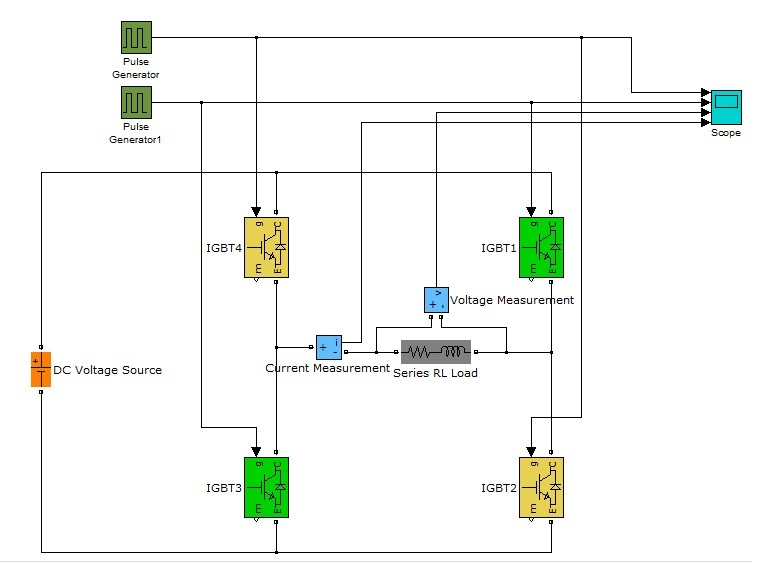 Pulse
Generator
Pulse
Generator1
Scope
g
C
IGBT4
m
E
g
C
IGBT1
m
E
v
+ -
Voltage Measurement
+ i
-
Current Measurement
Series RL Load
+
DC Voltage Source
g
C
IGBT3
m
E
g
C
IGBT2
m
E